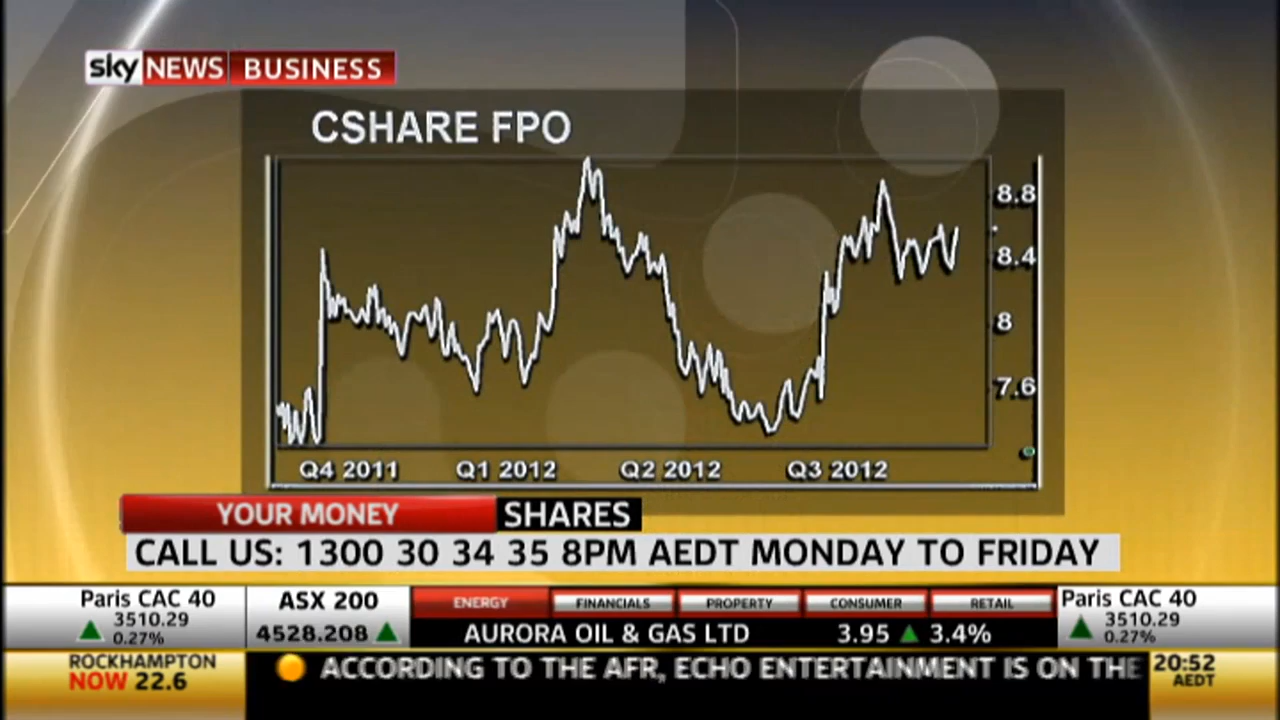 sky NEWS BUSINESS
CSHARE FPO
8.8
8.4
8
7.6
Q4 2011 Q1 2012 Q2 2012 Q3 2012
YOUR MONEY SHARES
CALL US: 1300 30 34 35 8PM AEDT MONDAY TO FRIDAY
Paris CAC 40
3510.29
0.27%
ASX 200
4528.208
ENERGY FINANCIALS PROPERTY CONSUMER RETAIL
AURORA OIL & GAS LTD 3.95 3.4%
Paris CAC 40
3510.29
0.27%
ROCKHAMPTON
NOW 22.6
ACCORDING TO THE AFR, ECHO ENTERTAINMENT IS ON THE
20:52
AEDT